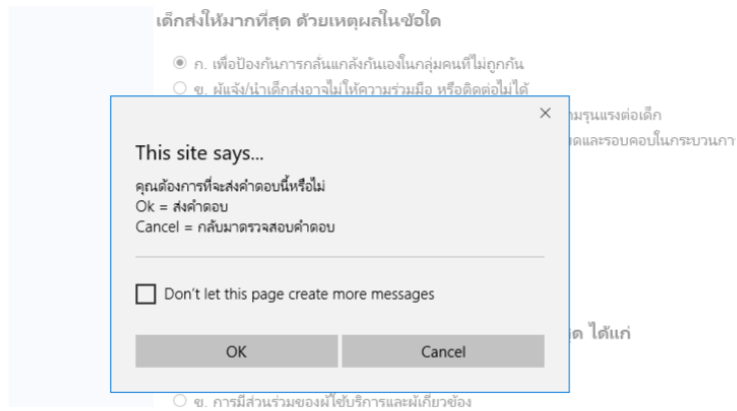 เด็กส่งให้มากที่สุด ด้วยเหตุผลในข้อใด
ก. เพื่อป้องกันการกลั่นแกล้งกันเองในกลุ่มคนที่ไม่ถูกกัน
ข. ผู้แจ้ง/นำเด็กส่งอาจไม่ให้ความร่วมมือ หรือติดต่อไม่ได้
มรุนแรงต่อเด็ก
ดและรอบคอบในกระบวนกา
This site says...
คุณต้องการที่จะส่งคำตอบนี้หรือไม่
Ok = ส่งคำตอบ
Cancel = กลับมาตรวจสอบคำตอบ
Don't let this page create more messages
ด ได้แก่
OK Cancel
ข. การมีส่วนร่วมของผู้ใช้บริการและผู้เกี่ยวข้อง